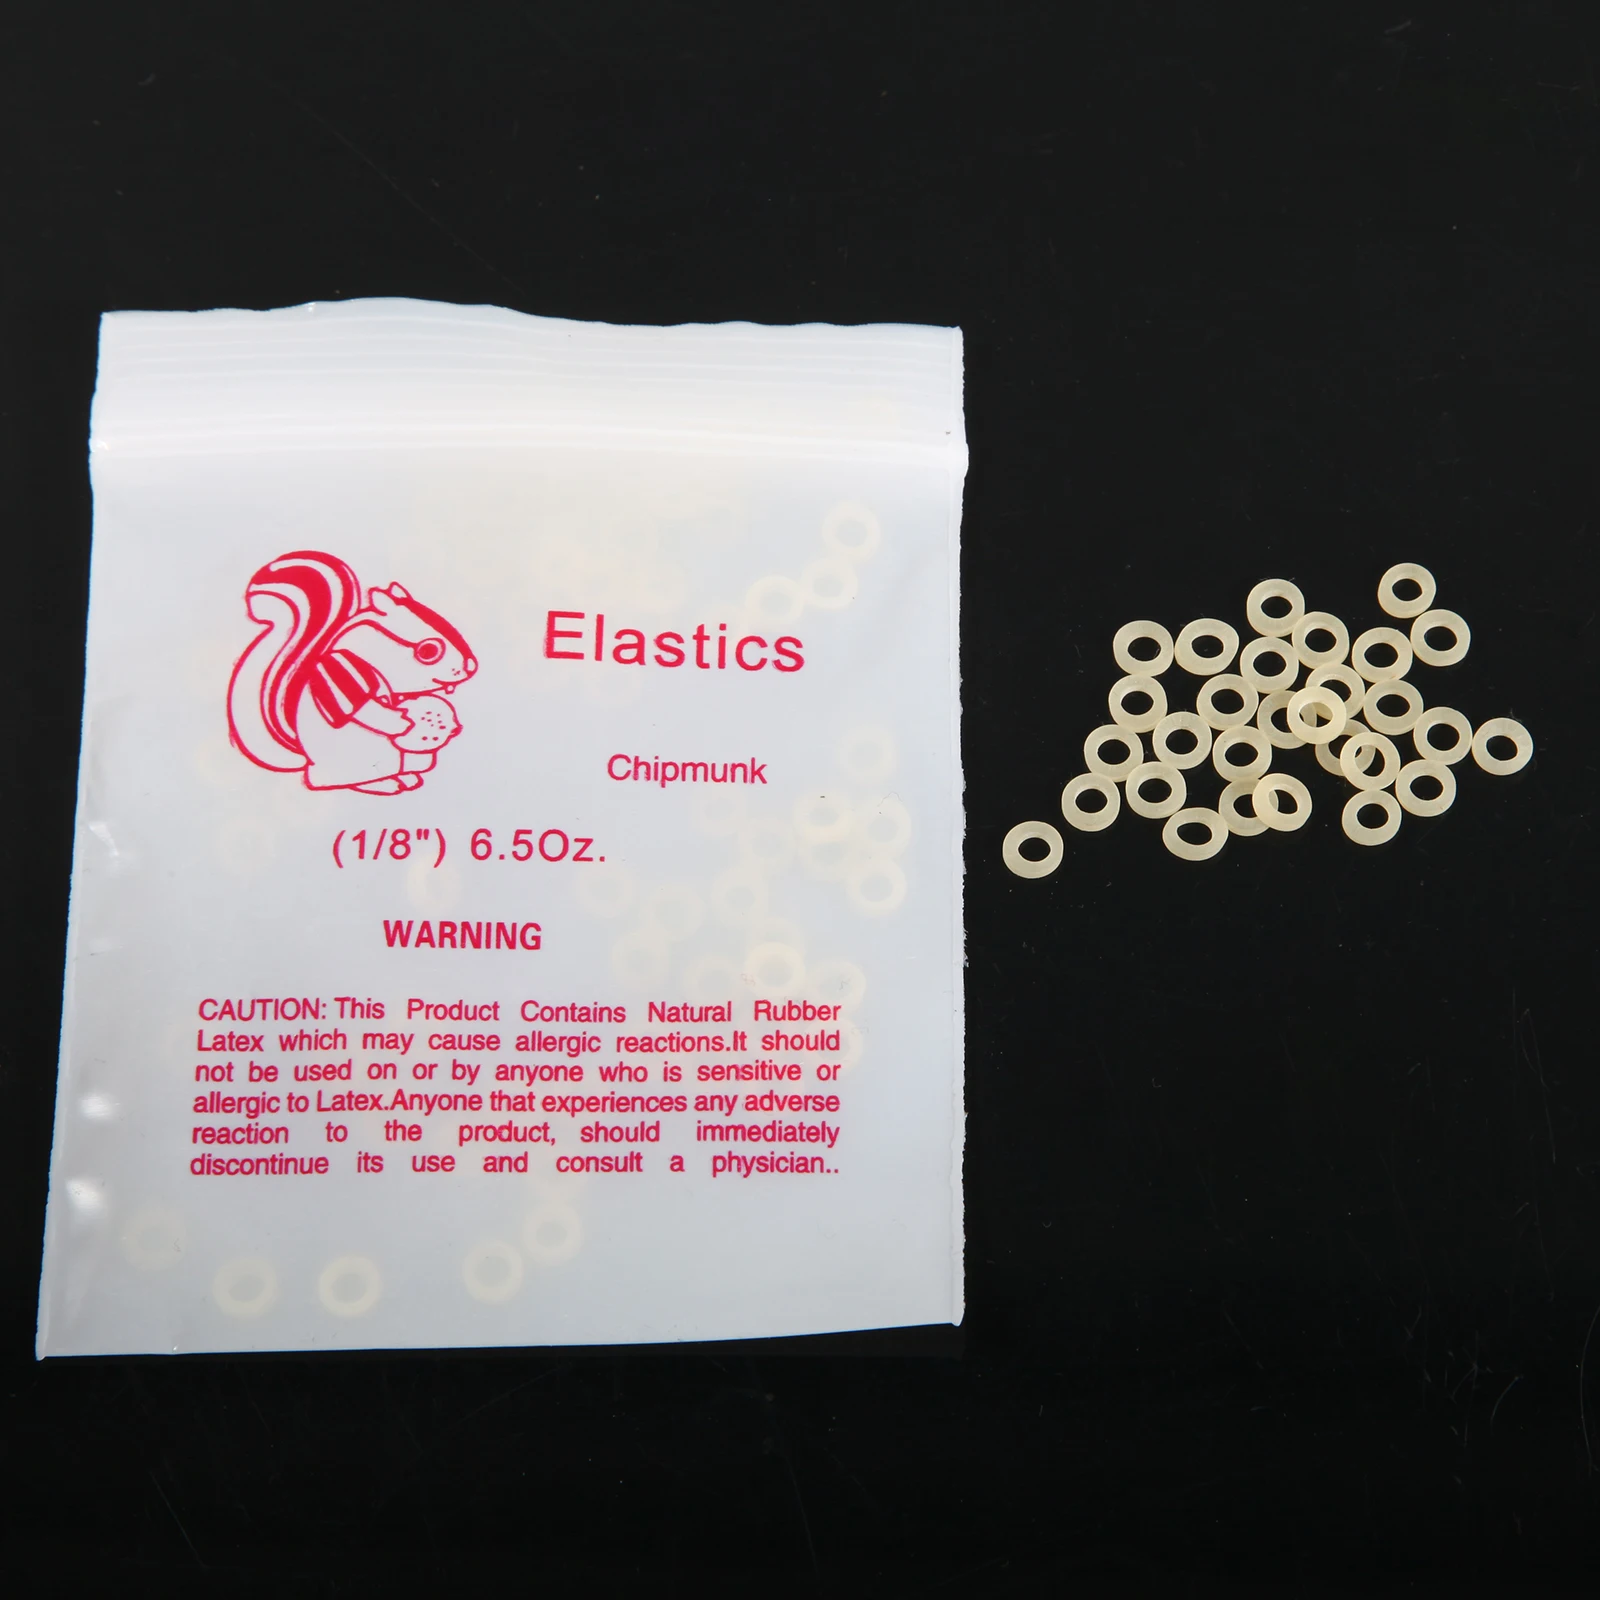 Elastics
Chipmunk
(1/8") 6.5Oz.
WARNING
CAUTION: This Product Contains Natural Rubber
Latex which may cause allergic reactions.It should
not be used on or by anyone who is sensitive or
allergic to Latex.Anyone that experiences any adverse
reaction to the product, should immediately
discontinue its use and consult a physician..